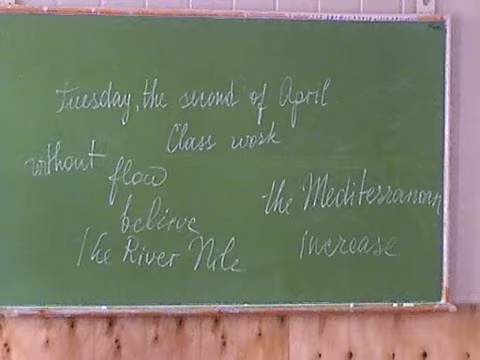 Tuesday, the second of April
Class work
without
flow
believe
The River Nile
the Mediterranean
increase